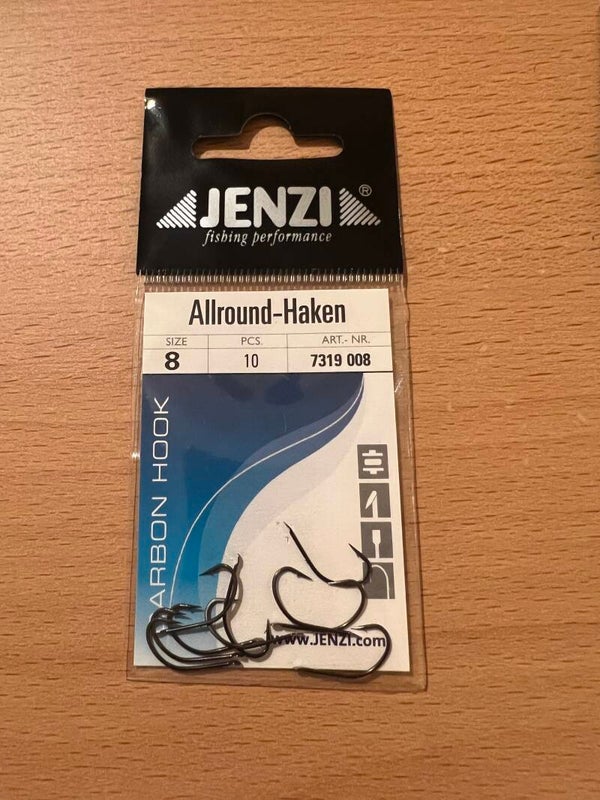 JENZI®
fishing performance
Allround-Haken
SIZE PCS. ART.- NR.
8 10 7319 008
ARBON HOOK
www.JENZI.com